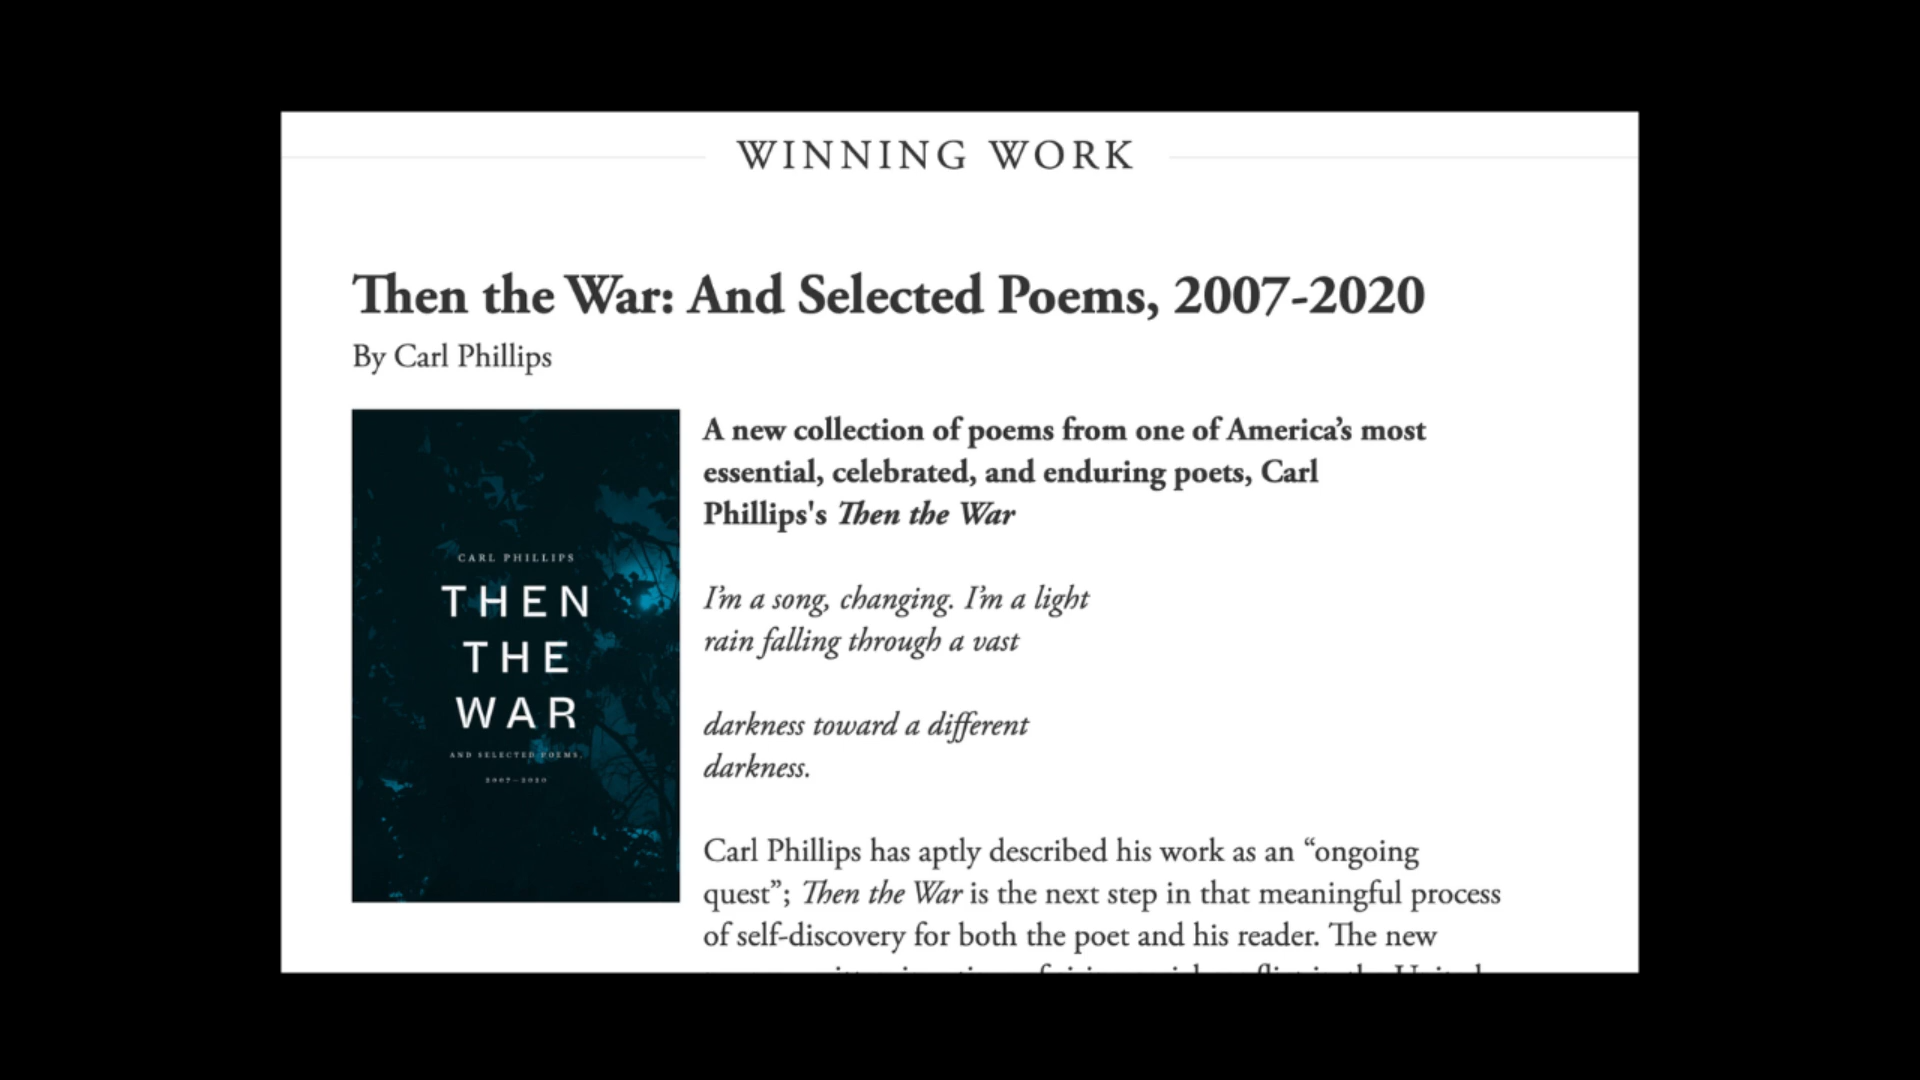 WINNING WORK
Then the War: And Selected Poems, 2007-2020
By Carl Phillips
CARL PHILLIPS
THEN
THE
WAR
AND SELECTED POEMS,
2007–2020
A new collection of poems from one of America’s most
essential, celebrated, and enduring poets, Carl
Phillips's Then the War
I’m a song, changing. I’m a light
rain falling through a vast
darkness toward a different
darkness.
Carl Phillips has aptly described his work as an “ongoing
quest”; Then the War is the next step in that meaningful process
of self-discovery for both the poet and his reader. The new